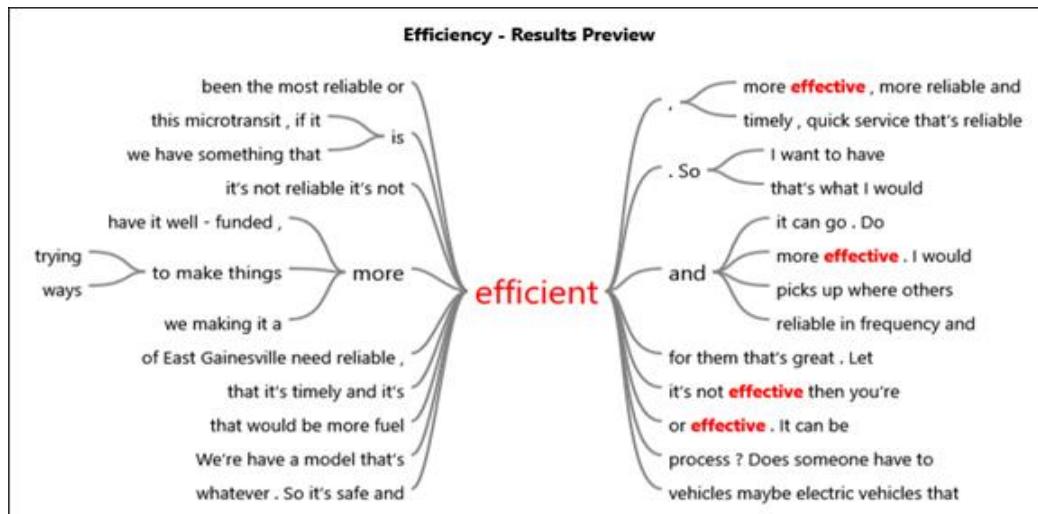 Efficiency - Results Preview
been the most reliable or
this microtransit , if it
we have something that
is
it's not reliable it's not
have it well - funded ,
trying
ways
to make things
more
we making it a
of East Gainesville need reliable ,
that it's timely and it's
that would be more fuel
We're have a model that's
whatever . So it's safe and
efficient
,
more effective , more reliable and
timely , quick service that's reliable
. So
I want to have
that's what I would
and
it can go . Do
more effective . I would
picks up where others
reliable in frequency and
for them that's great . Let
it's not effective then you're
or effective . It can be
process ? Does someone have to
vehicles maybe electric vehicles that